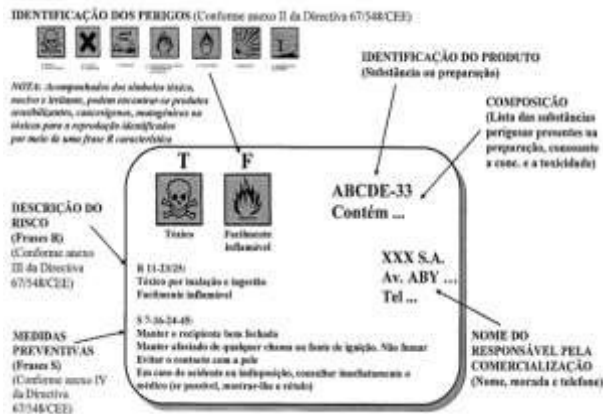 IDENTIFICAÇÃO DOS PERIGOS (Conforme anexo II da Directiva 67/548/CEE)
NOTA: Acompanhados dos símbolos tóxico,
nocivo e irritante, podem encontrar-se produtos
sensibilizantes, cancerígenos, mutagénicos ou
tóxicos para a reprodução identificados
por meio de uma frase R característica
IDENTIFICAÇÃO DO PRODUTO
(Substância ou preparação)
COMPOSIÇÃO
(Lista das substâncias
perigosas presentes na
preparação, consoante
a conc. e a toxicidade)
T F
Tóxico
Facilmente
inflamável
ABCDE-33
Contém ...
DESCRIÇÃO DO
RISCO
(Frases R)
(Conforme anexo
III da Directiva
67/548/CEE)
R 11-23/25:
Tóxico por inalação e ingestão
Facilmente inflamável
XXX S.A.
Av. ABY ...
Tel ...
MEDIDAS
PREVENTIVAS
(Frases S)
(Conforme anexo IV
da Directiva
67/548/CEE)
S 7-16-24-45:
Manter o recipiente bem fechado
Manter afastado de qualquer chama ou fonte de ignição. Não fumar
Evitar o contacto com a pele
Em caso de acidente ou indisposição, consultar imediatamente o
médico (se possível, mostrar-lhe o rótulo)
NOME DO
RESPONSÁVEL PELA
COMERCIALIZAÇÃO
(Nome, morada e telefone)